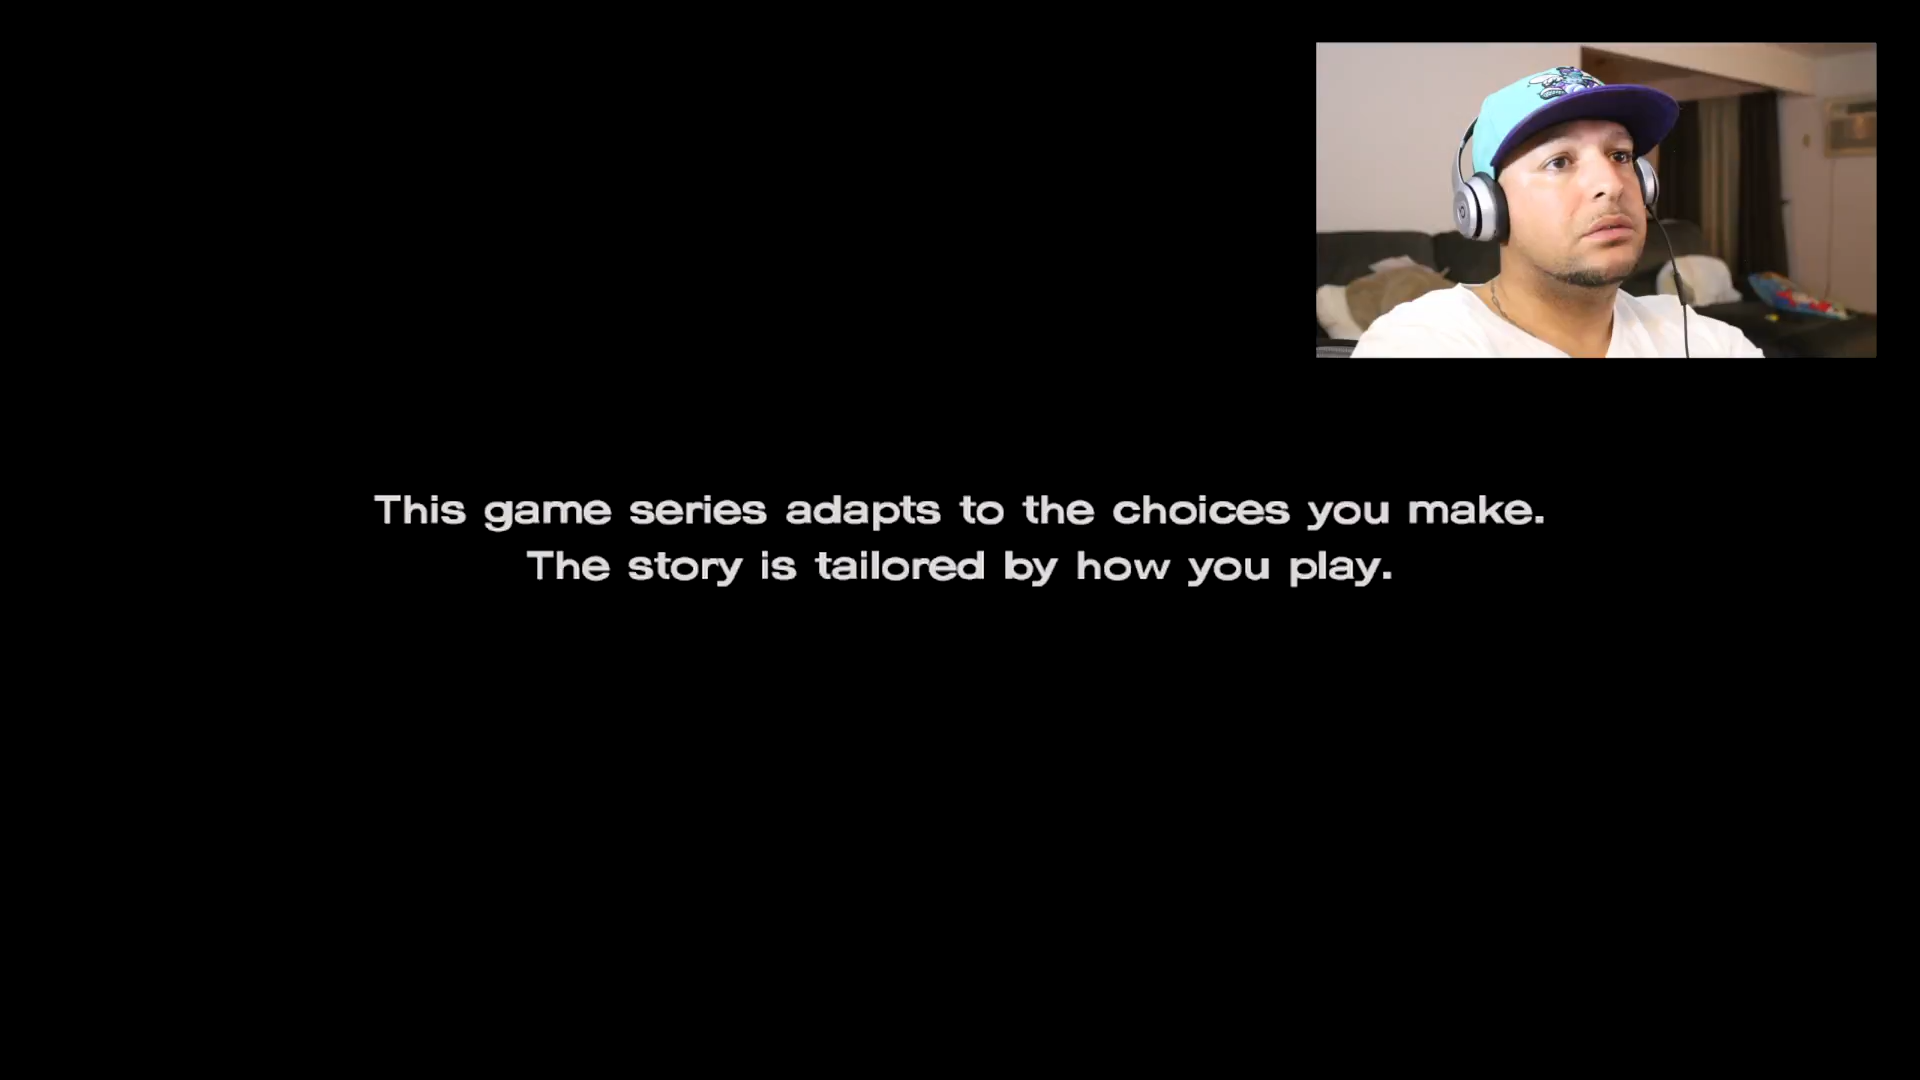 This game series adapts to the choices you make.
The story is tailored by how you play.